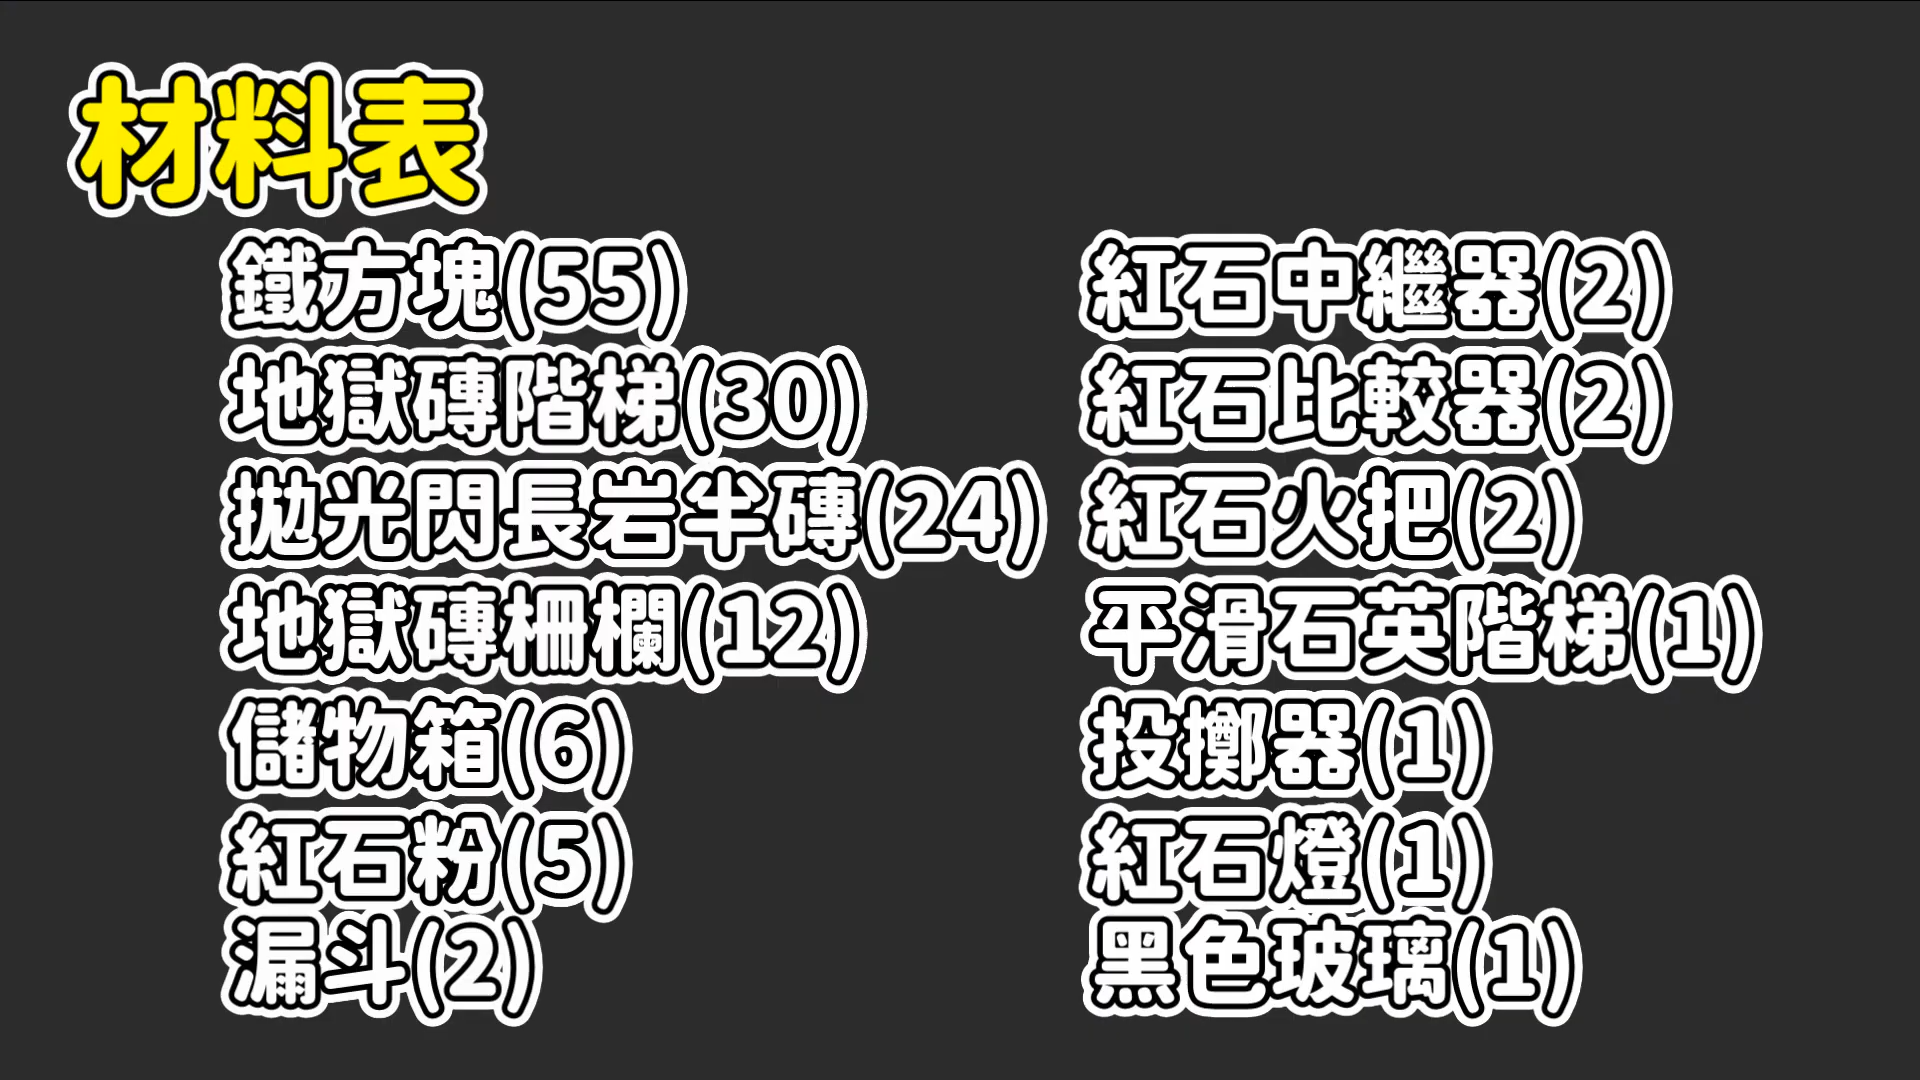 材料表
鐵方塊(55)
地獄磚階梯(30)
拋光閃長岩半磚(24)
地獄磚柵欄(12)
儲物箱(6)
紅石粉(5)
漏斗(2)
紅石中繼器(2)
紅石比較器(2)
紅石火把(2)
平滑石英階梯(1)
投擲器(1)
紅石燈(1)
黑色玻璃(1)